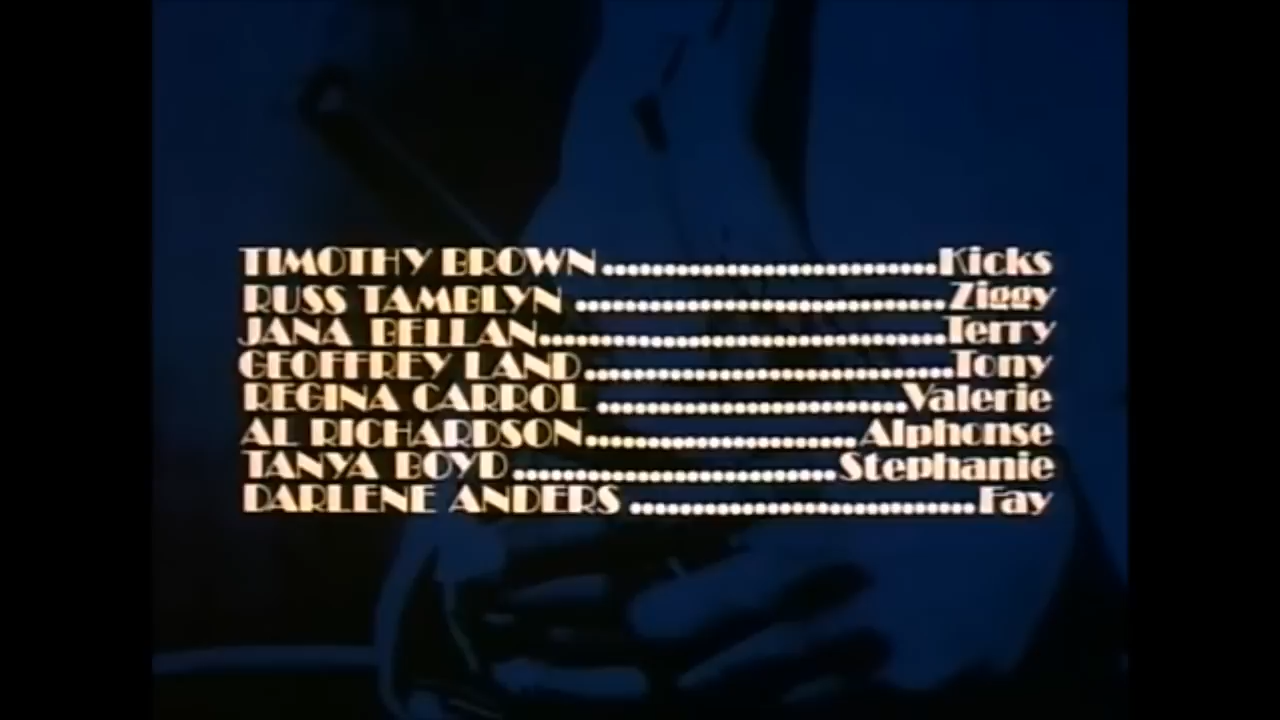 TIMOTHY BROWN................................Kicks
RUSS TAMBLYN ....................................Ziggy
JANA BELLAN.......................................Terry
GEOFFREY LAND...................................Tony
REGINA CARROL ..............................Valerie
AL RICHARDSON..........................Alphonse
TANYA BOYD...............................Stephanie
DARLENE ANDERS .................................Fay